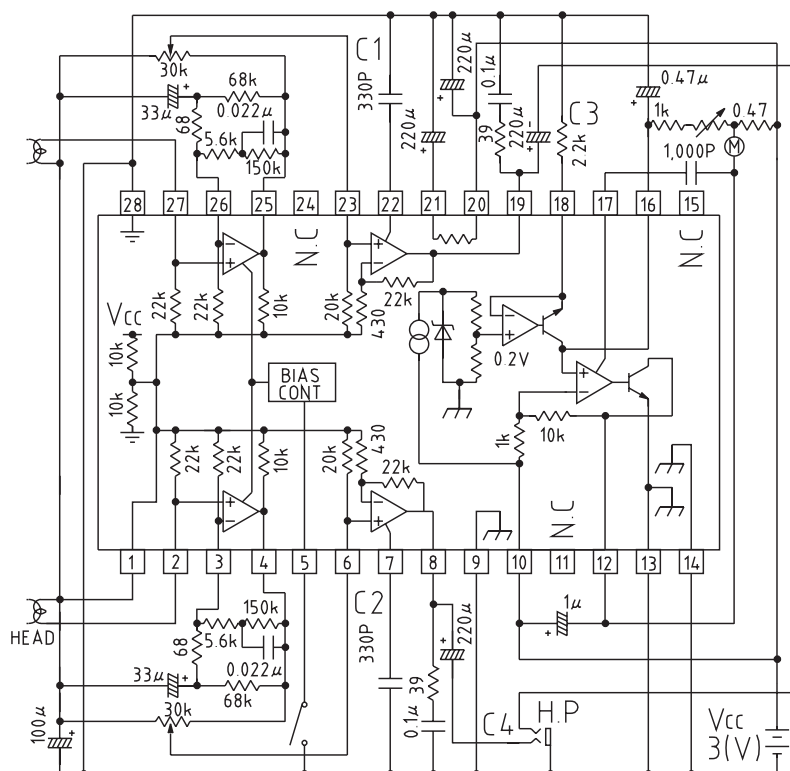 30k
C1
68k
33μ
+
0.022μ
68
5.6k
150k
330P
220μ
+
220μ
+
0.1μ
39
220μ
-
+
C3
2.2k
0.47μ
+
1k
0.47
M
1,000P
28
27
26
25
24
23
22
21
20
19
18
17
16
15
N.C
N.C
-
+
+
-
22k
22k
10k
20k
430
22k
Vcc
10k
10k
BIAS
CONT
-
+
0.2V
+
-
1k
10k
22k
22k
10k
20k
430
22k
+
-
-
+
N.C
1
2
3
4
5
6
7
8
9
10
11
12
13
14
HEAD
150k
5.6k
68
0.022μ
33μ
+
68k
30k
100μ
+
C2
330P
39
0.1μ
220μ
+
1μ
+
C4
H.P
Vcc
3(V)